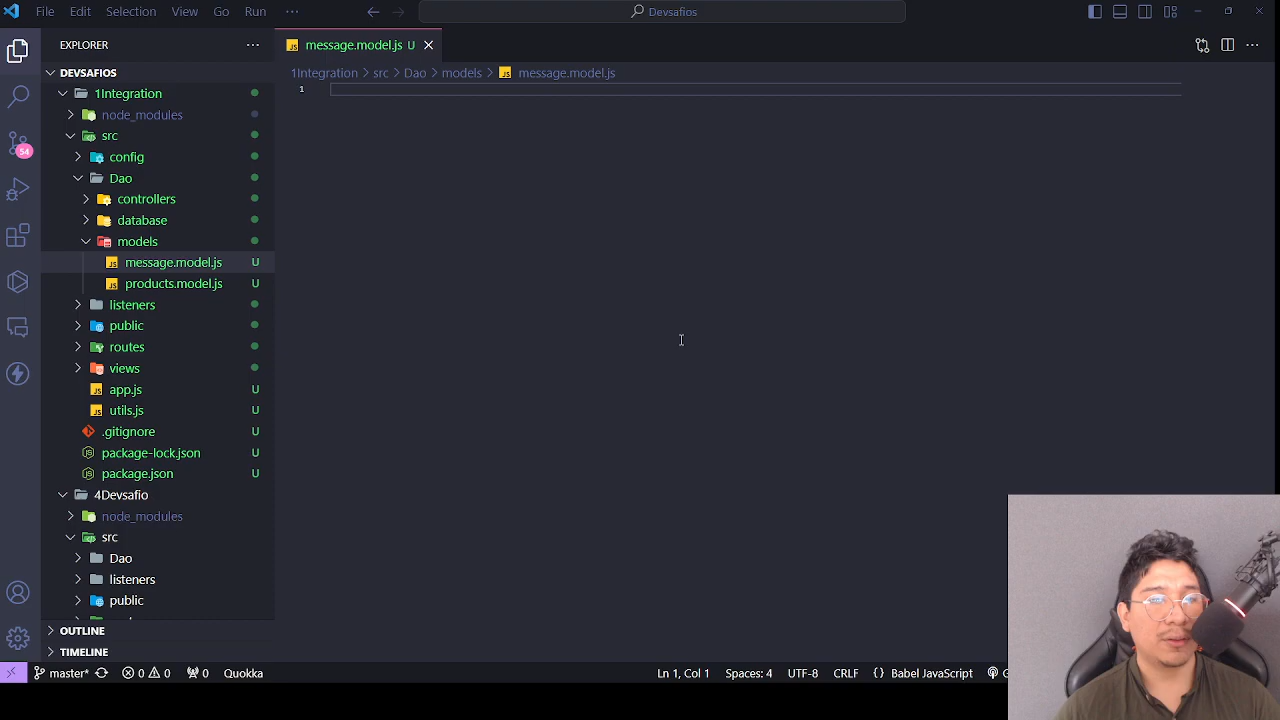 File Edit Selection View Go Run ···
Devsafios
EXPLORER ···
message.model.js U
DEVSAFIOS
1Integration > src > Dao > models > message.model.js
1
1Integration
node_modules
src
config
Dao
controllers
database
models
message.model.js U
products.model.js U
listeners
public
routes
views
app.js U
utils.js U
.gitignore U
package-lock.json U
package.json U
4Devsafio
node_modules
src
Dao
listeners
public
OUTLINE
TIMELINE
54
master* 0 0 0 Quokka Ln 1, Col 1 Spaces: 4 UTF-8 CRLF {} Babel JavaScript